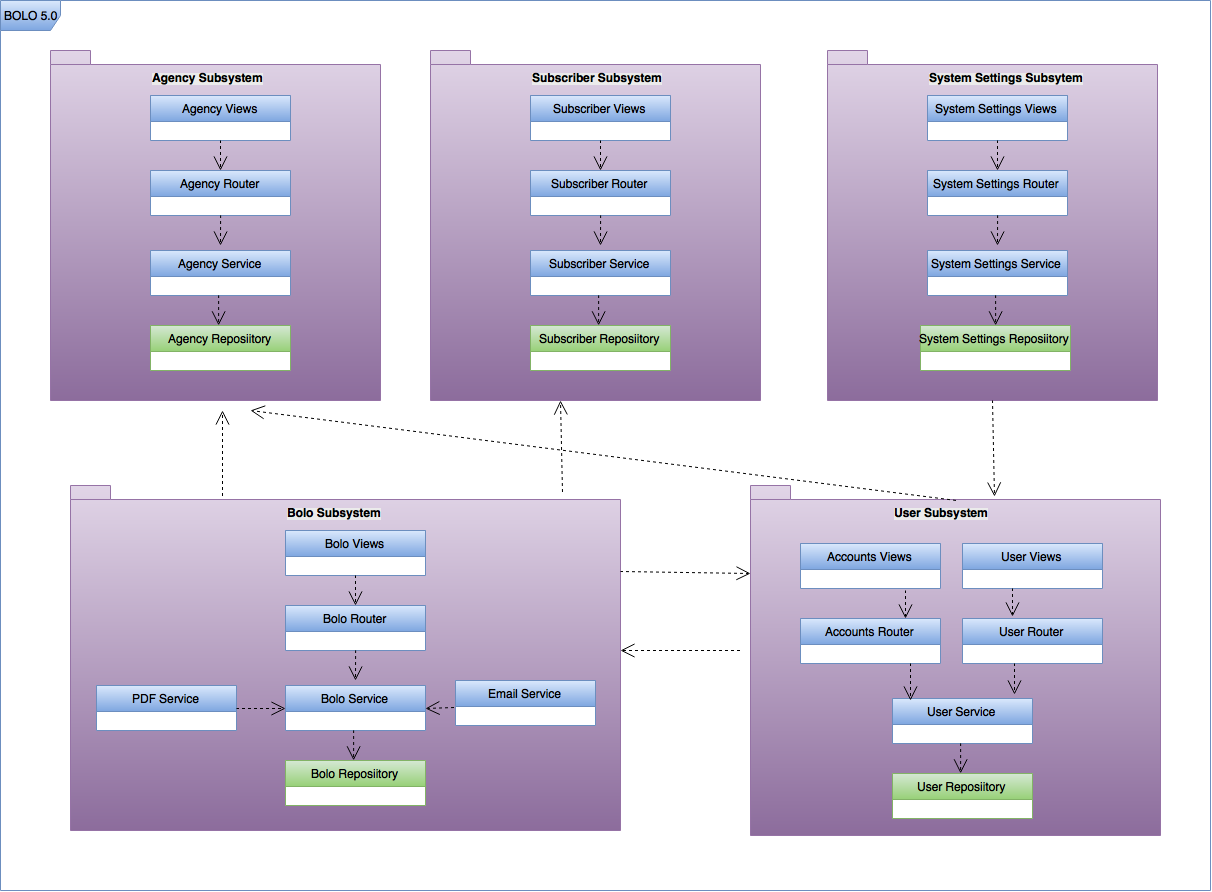 BOLO 5.0
Agency Subsystem
Agency Views
Agency Router
Agency Service
Agency Reposiitory
Subscriber Subsystem
Subscriber Views
Subscriber Router
Subscriber Service
Subscriber Reposiitory
System Settings Subsytem
System Settings Views
System Settings Router
System Settings Service
System Settings Reposiitory
Bolo Subsystem
Bolo Views
Bolo Router
PDF Service
Bolo Service
Email Service
Bolo Reposiitory
User Subsystem
Accounts Views
User Views
Accounts Router
User Router
User Service
User Reposiitory